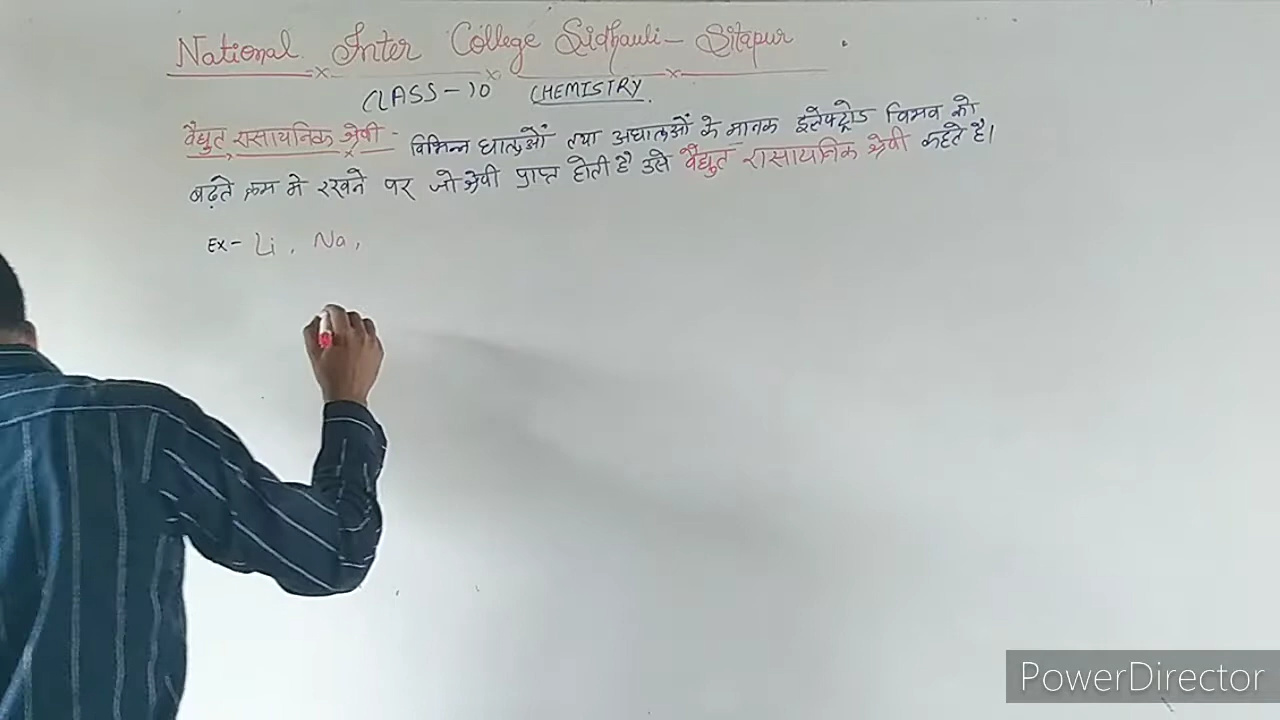 National Inter College Sidhauli - Sitapur
CLASS - 10 CHEMISTRY
वैद्युत रासायनिक श्रेणी - विभिन्न धातुओं तथा अधातुओं के मानक इलेक्ट्रोड विभव को
बढ़ते क्रम मे रखने पर जो श्रेणी प्राप्त होती है उसे वैद्युत रासायनिक श्रेणी कहते है।
Ex- Li, Na,
PowerDirector